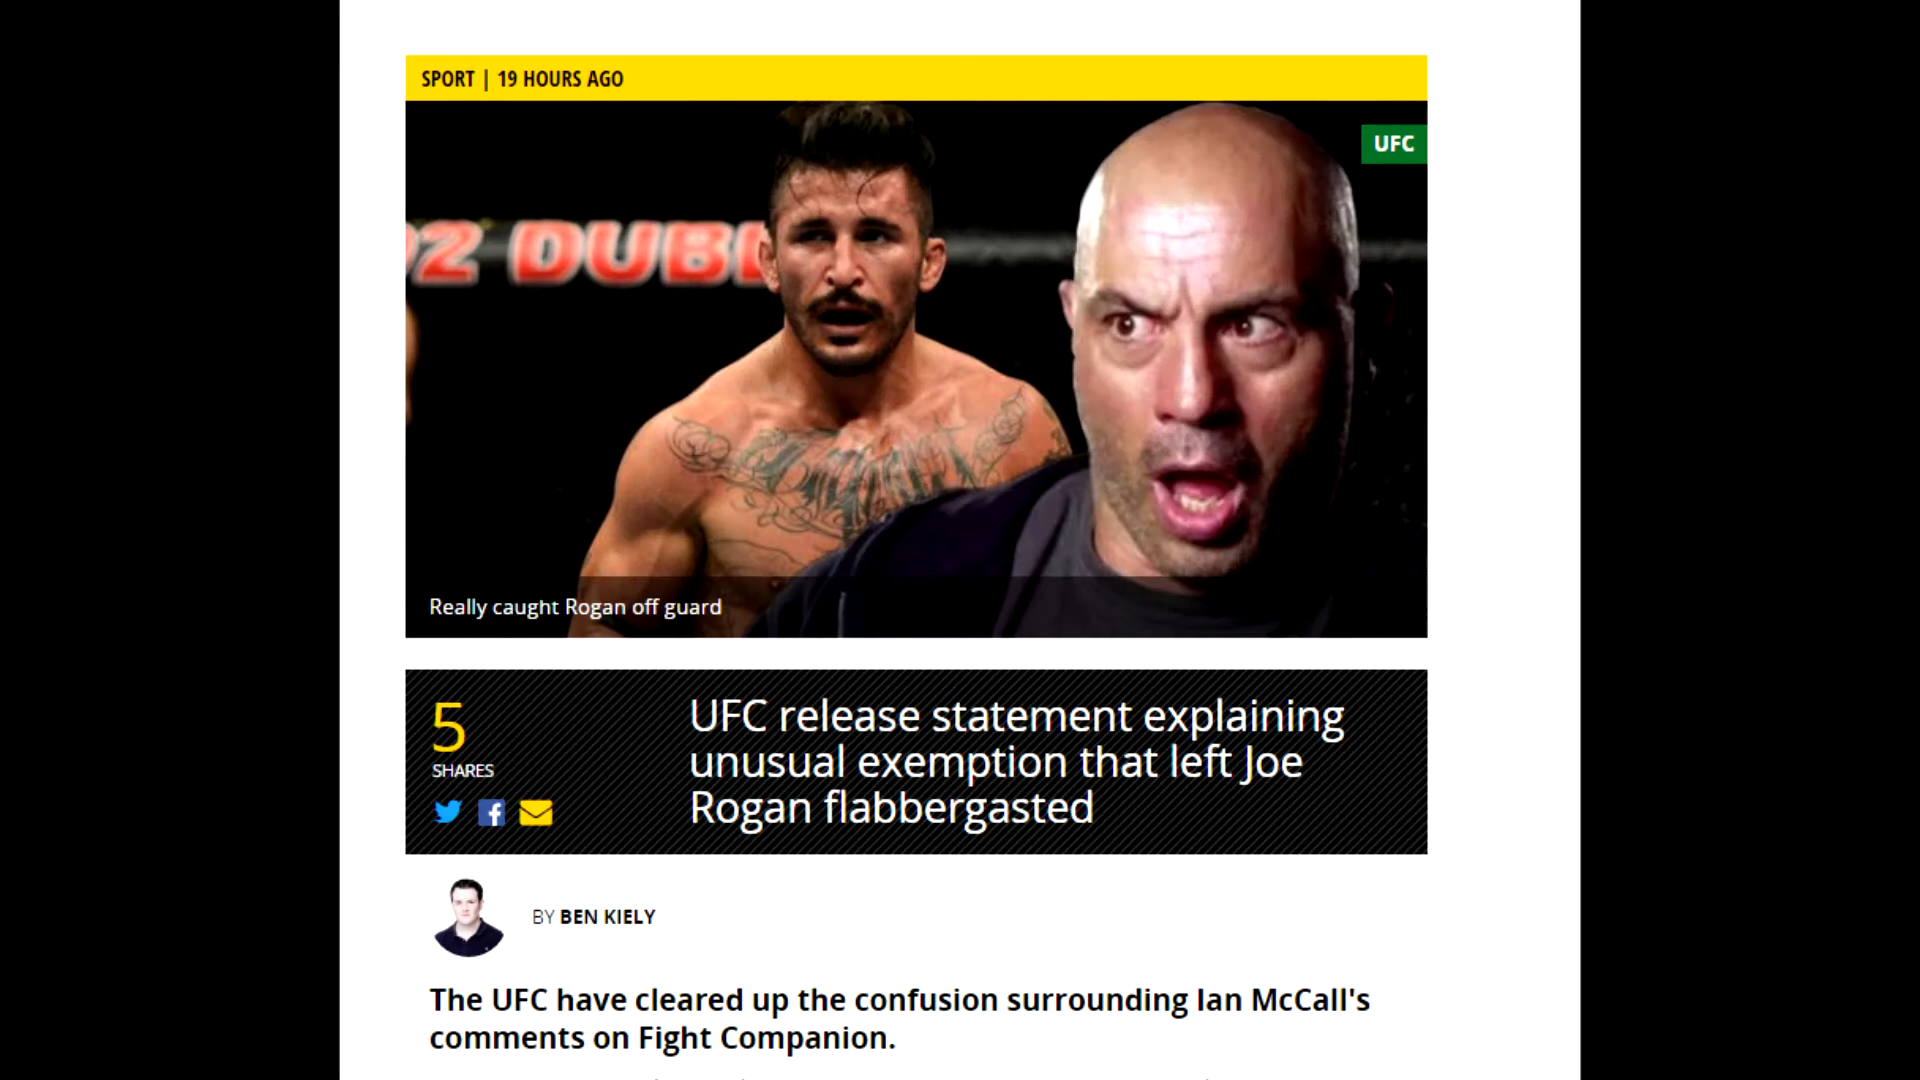 SPORT | 19 HOURS AGO
UFC
2 DUBL
Really caught Rogan off guard
5
SHARES
UFC release statement explaining
unusual exemption that left Joe
Rogan flabbergasted
BY BEN KIELY
The UFC have cleared up the confusion surrounding Ian McCall's
comments on Fight Companion.